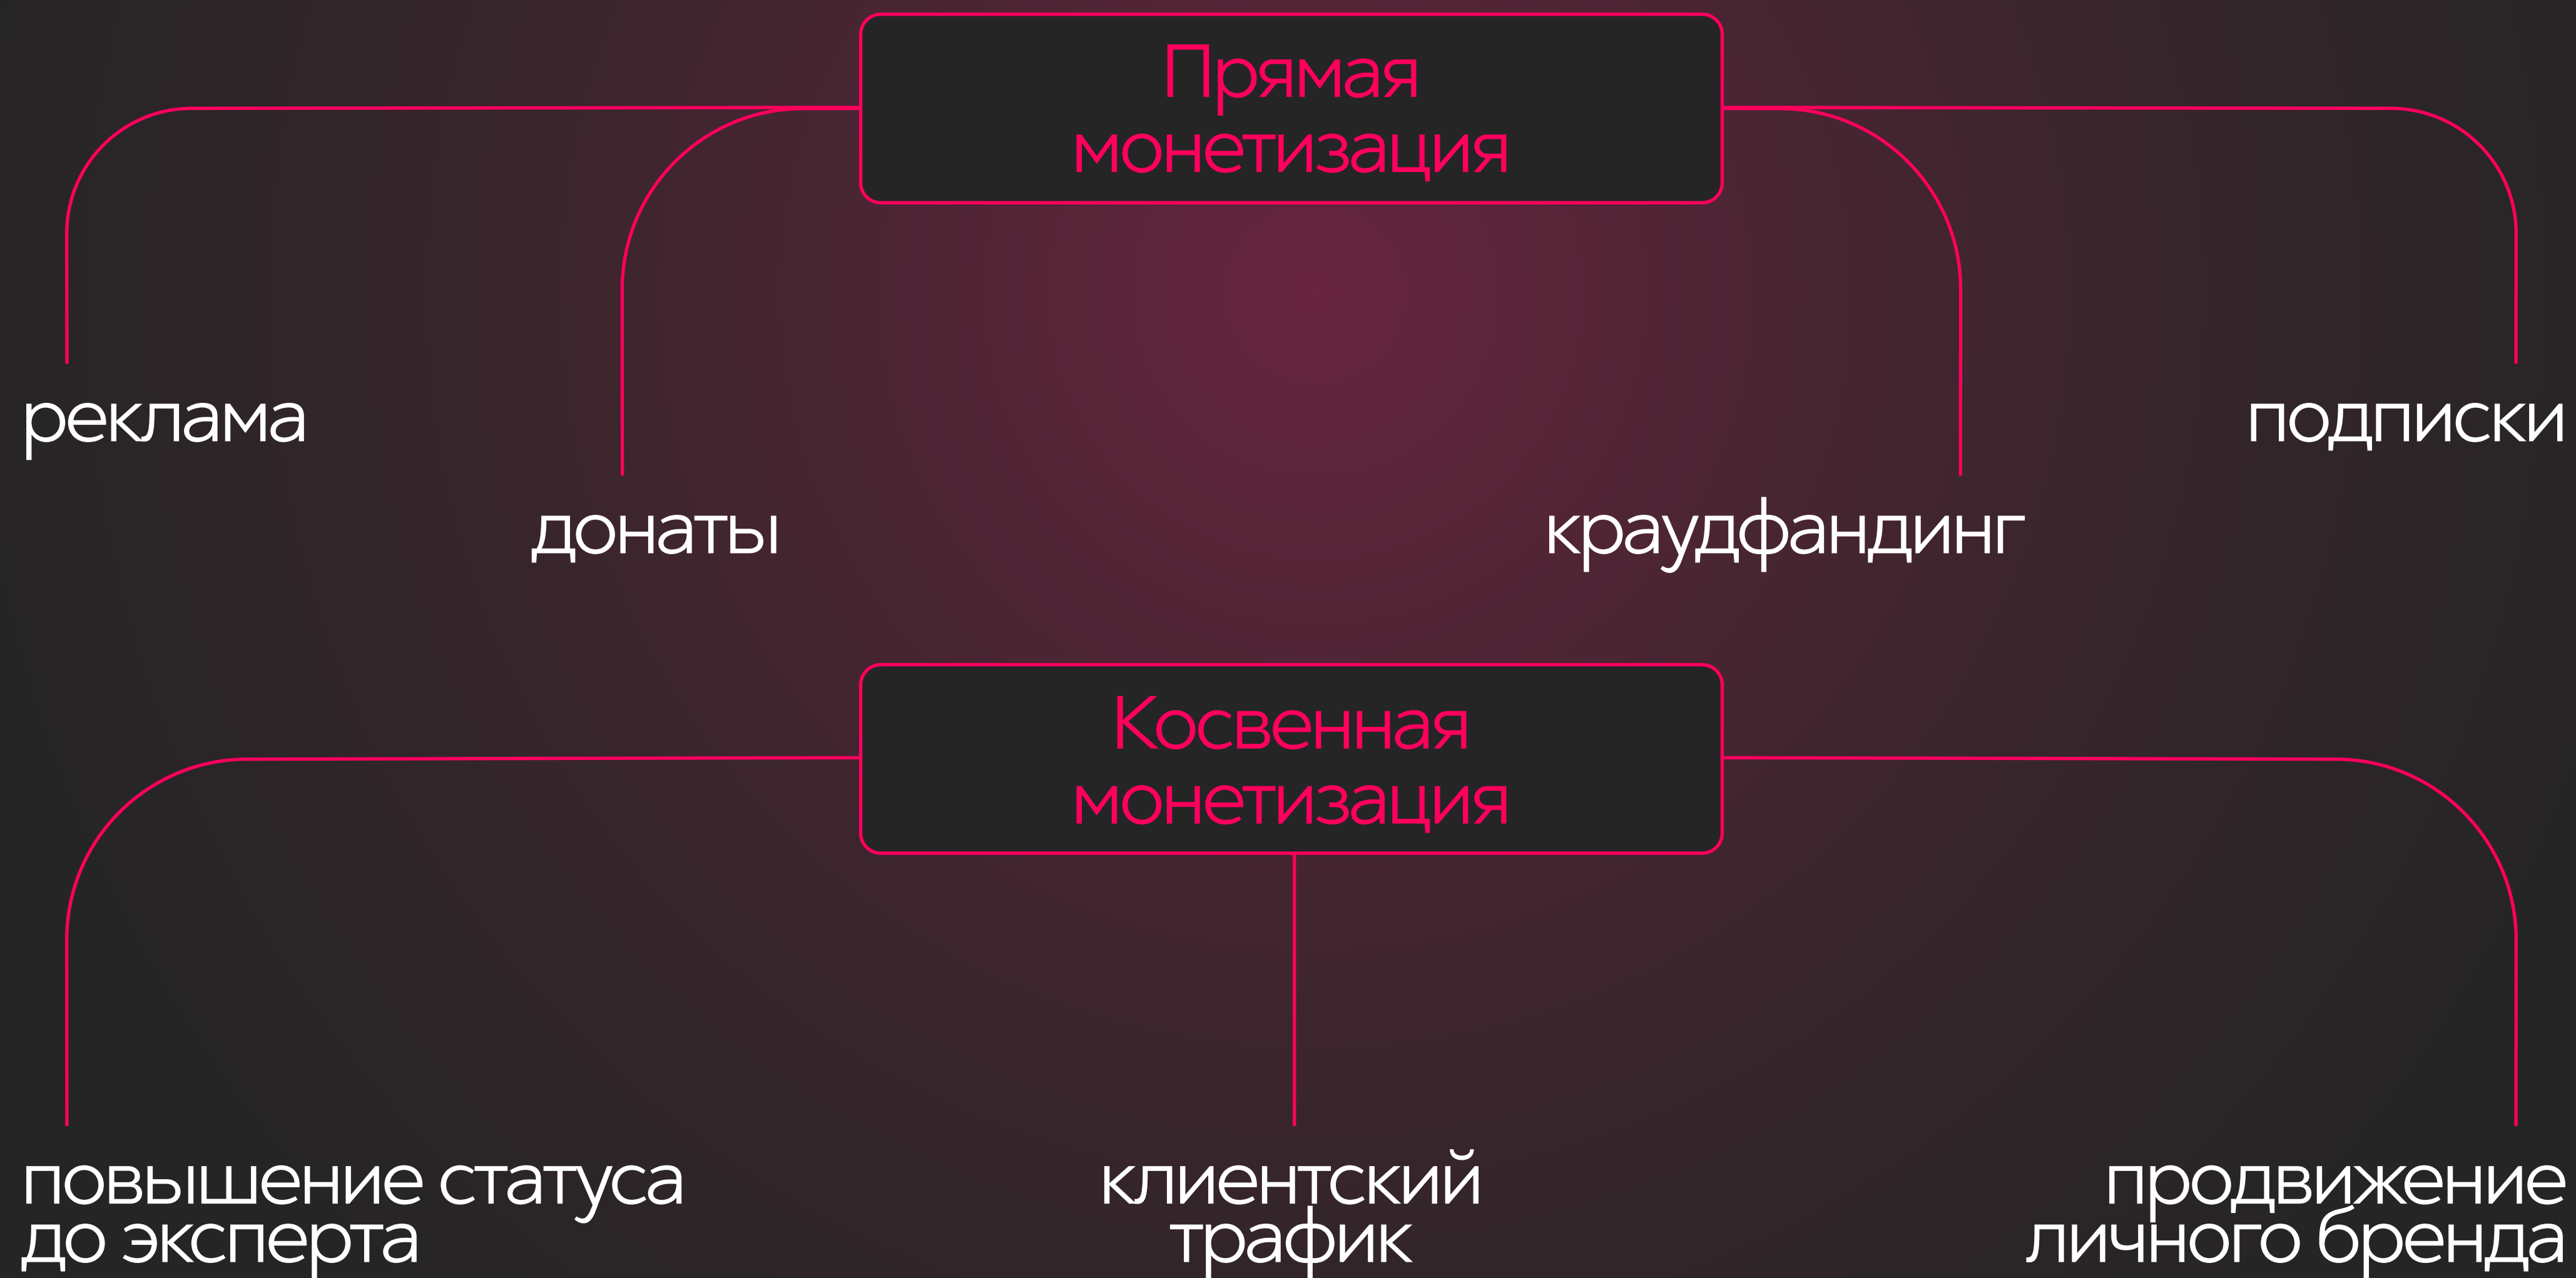 Прямая
монетизация
реклама
подписки
донаты
краудфандинг
Косвенная
монетизация
повышение статуса
до эксперта
клиентский
трафик
продвижение
личного бренда